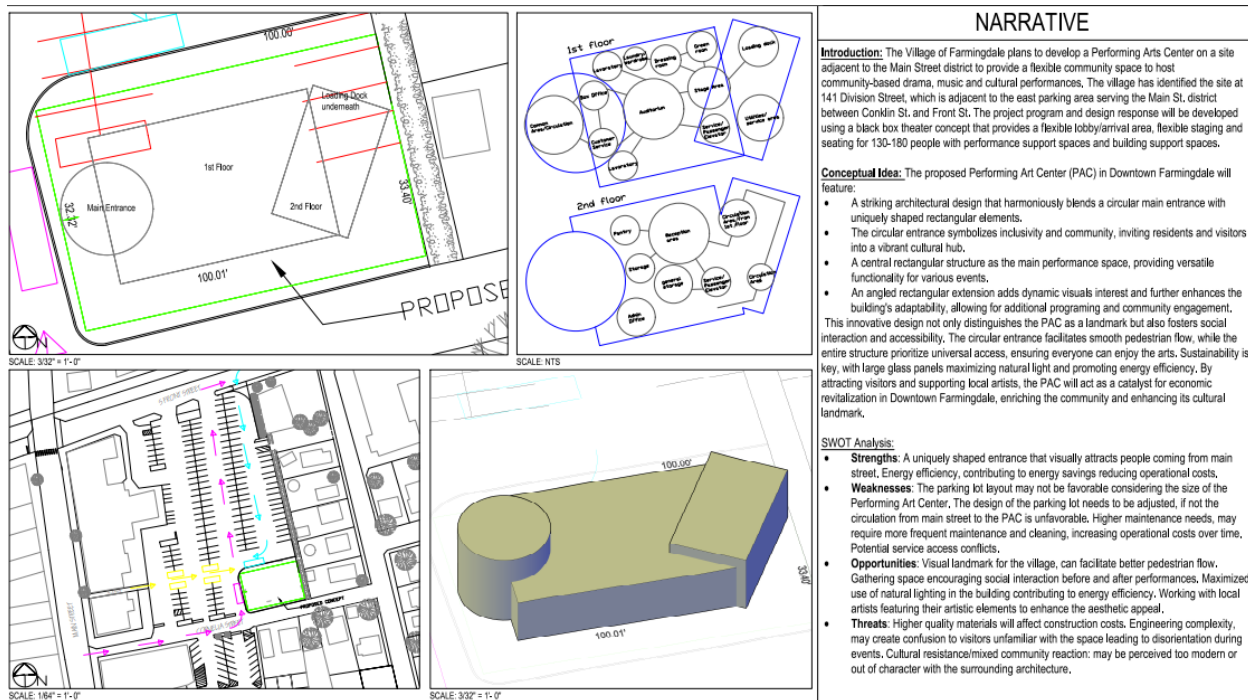 100.00'
Loading Dock
underneath
1st Floor
33.40'
Main Entrance
32.32'
2nd Floor
100.01'
PROPOSE
N
SCALE: 3/32" = 1'- 0"
1st floor
Loading dock
Green
room
Dressing
room
Lavoratory
Stage Area
Box Office
Common
Area/Circulation
Auditorium
Utilities/
service area
Service/
Passenger
Elevator
Customer
Service
Lavoratory
2nd floor
Circulation
Pantry
Reception
area
Storage
general
storage
Service/
Passenger
Elevator
Circulation
Area
Admin
Office
SCALE: NTS
MAIN STREET
PROPOSED CONCEPT
N
SCALE: 1/64" = 1'- 0"
100.00'
33.40'
100.01'
SCALE: 3/32" = 1'- 0"
NARRATIVE
Introduction: The Village of Farmingdale plans to develop a Performing Arts Center on a site
adjacent to the Main Street district to provide a flexible community space to host
community-based drama, music and cultural performances. The village has identified the site at
141 Division Street, which is adjacent to the east parking area serving the Main St. district
between Conklin St. and Front St. The project program and design response will be developed
using a black box theater concept that provides a flexible lobby/arrival area, flexible staging and
seating for 130-180 people with performance support spaces and building support spaces.
Conceptual Idea: The proposed Performing Art Center (PAC) in Downtown Farmingdale will
feature:
• A striking architectural design that harmoniously blends a circular main entrance with
uniquely shaped rectangular elements.
• The circular entrance symbolizes inclusivity and community, inviting residents and visitors
into a vibrant cultural hub.
• A central rectangular structure as the main performance space, providing versatile
functionality for various events.
• An angled rectangular extension adds dynamic visuals interest and further enhances the
building's adaptability, allowing for additional programing and community engagement.
This innovative design not only distinguishes the PAC as a landmark but also fosters social
interaction and accessibility. The circular entrance facilitates smooth pedestrian flow, while the
entire structure prioritize universal access, ensuring everyone can enjoy the arts. Sustainability is
key, with large glass panels maximizing natural light and promoting energy efficiency. By
attracting visitors and supporting local artists, the PAC will act as a catalyst for economic
revitalization in Downtown Farmingdale, enriching the community and enhancing its cultural
landmark.
SWOT Analysis:
• Strengths: A uniquely shaped entrance that visually attracts people coming from main
street. Energy efficiency, contributing to energy savings reducing operational costs.
• Weaknesses: The parking lot layout may not be favorable considering the size of the
Performing Art Center. The design of the parking lot needs to be adjusted, if not the
circulation from main street to the PAC is unfavorable. Higher maintenance needs, may
require more frequent maintenance and cleaning, increasing operational costs over time.
Potential service access conflicts.
• Opportunities: Visual landmark for the village, can facilitate better pedestrian flow.
Gathering space encouraging social interaction before and after performances. Maximized
use of natural lighting in the building contributing to energy efficiency. Working with local
artists featuring their artistic elements to enhance the aesthetic appeal.
• Threats: Higher quality materials will affect construction costs. Engineering complexity,
may create confusion to visitors unfamiliar with the space leading to disorientation during
events. Cultural resistance/mixed community reaction: may be perceived too modern or
out of character with the surrounding architecture.